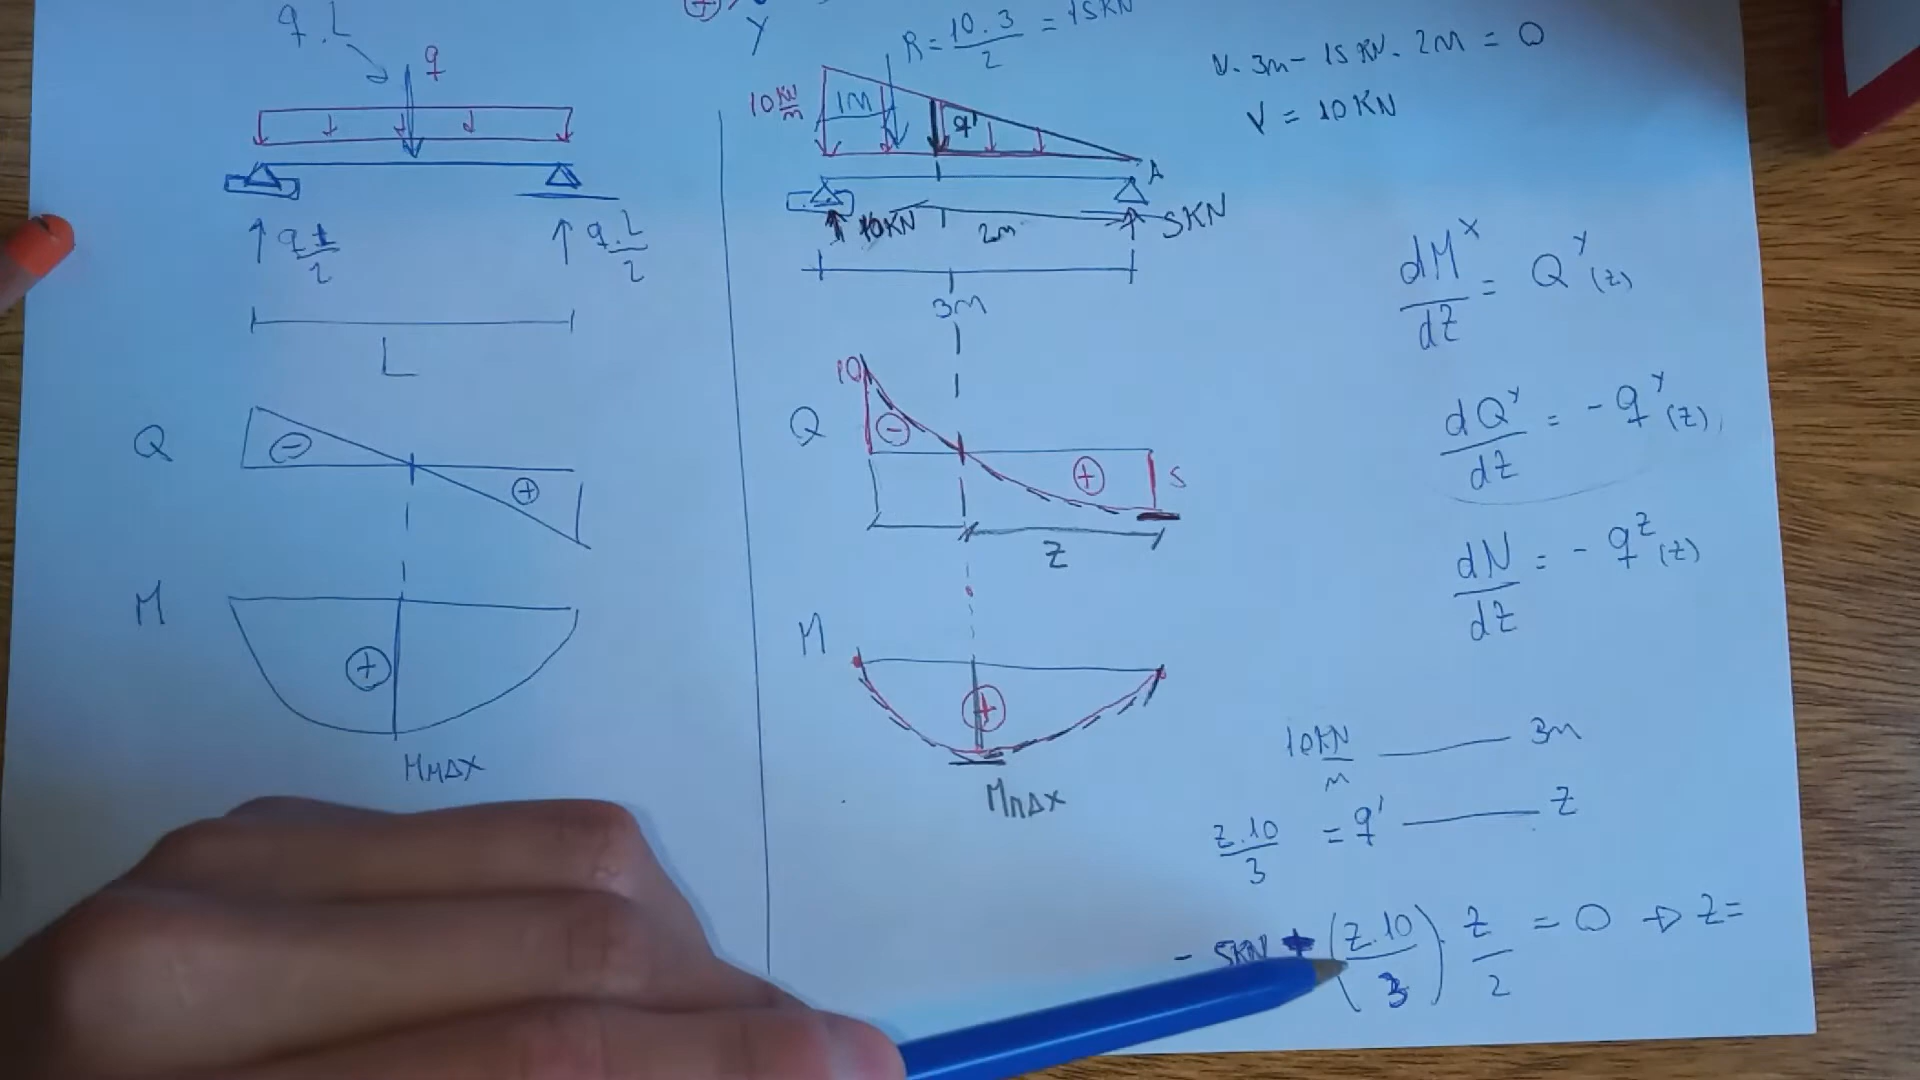 q.L
q
q.L/2
q.L/2
L
Q
⊖
⊕
M
⊕
MMAX
⊕
Y
R = 10.3/2 = 15KN
10 KN/m
1M
q'
A
10KN
2m
5KN
3M
10
Q
⊖
⊕
5
Z
M
+
MMAX
V. 3m - 15KN. 2M = 0
V = 10KN
dM^x/dz = Q^y(z)
dQ^y/dz = - q^y(z)
dN/dz = - q^z(z)
10KN/m — 3m
z.10/3 = q' — z
- 5KN + (z.10/3). z/2 = 0 → z=